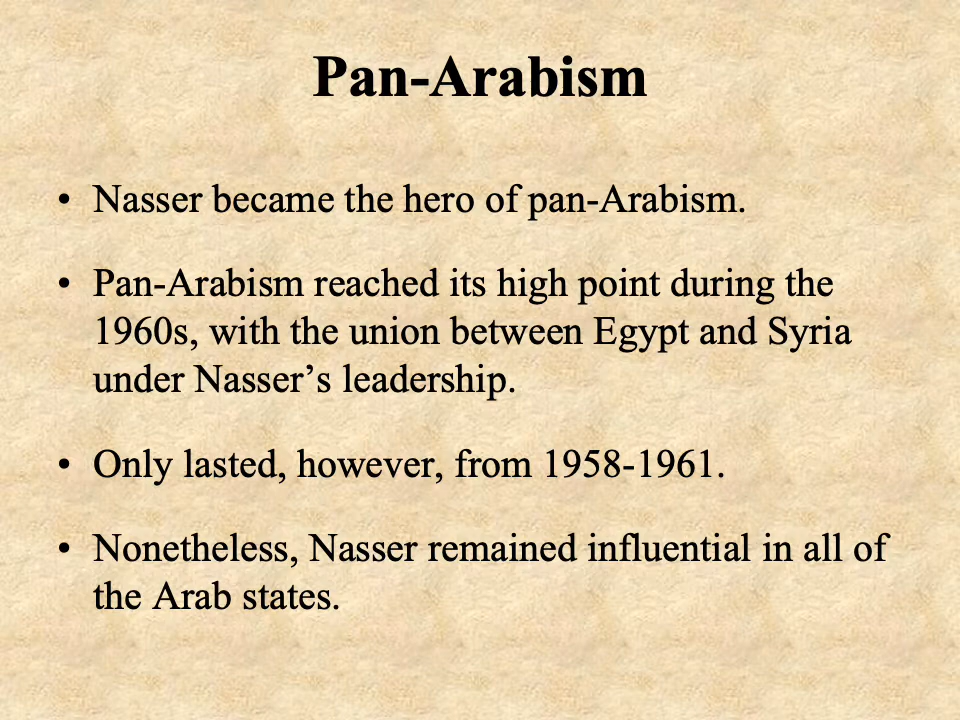 Pan-Arabism
• Nasser became the hero of pan-Arabism.
• Pan-Arabism reached its high point during the
1960s, with the union between Egypt and Syria
under Nasser’s leadership.
• Only lasted, however, from 1958-1961.
• Nonetheless, Nasser remained influential in all of
the Arab states.